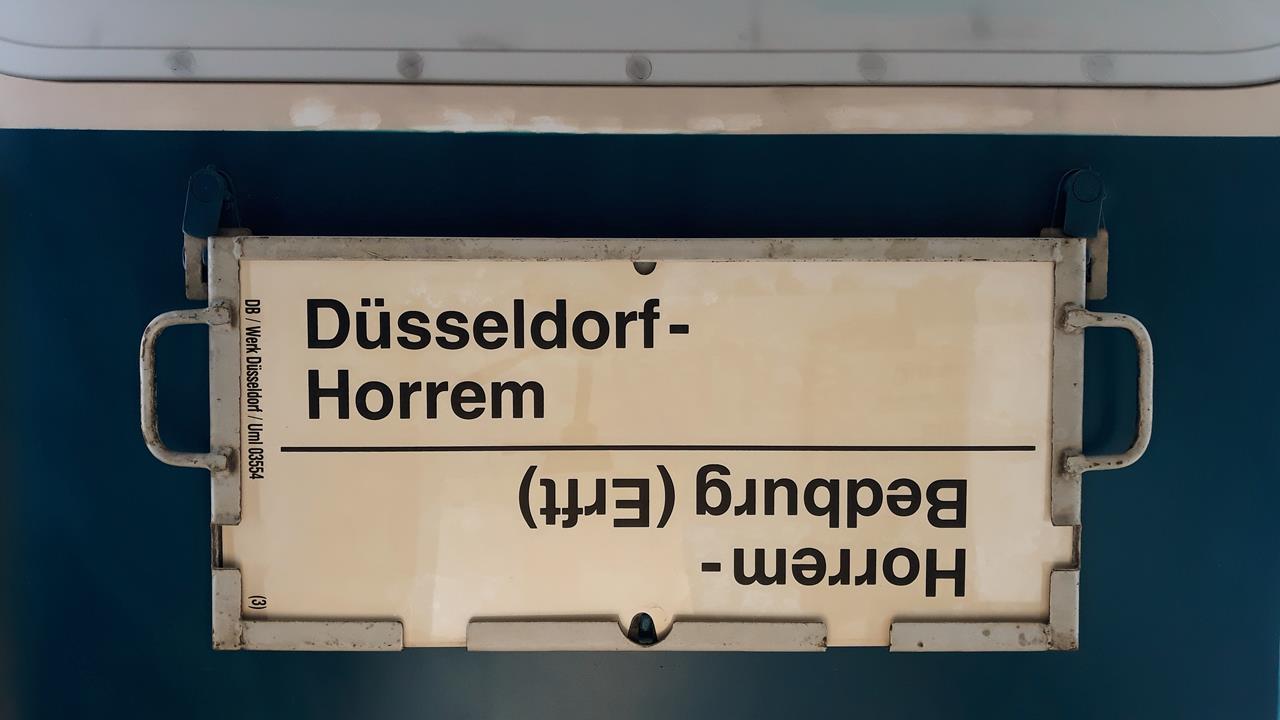 Düsseldorf-
Horrem
Horrem-
Bedburg (Erft)
DB / Werk Düsseldorf / Uml 03554
(3)